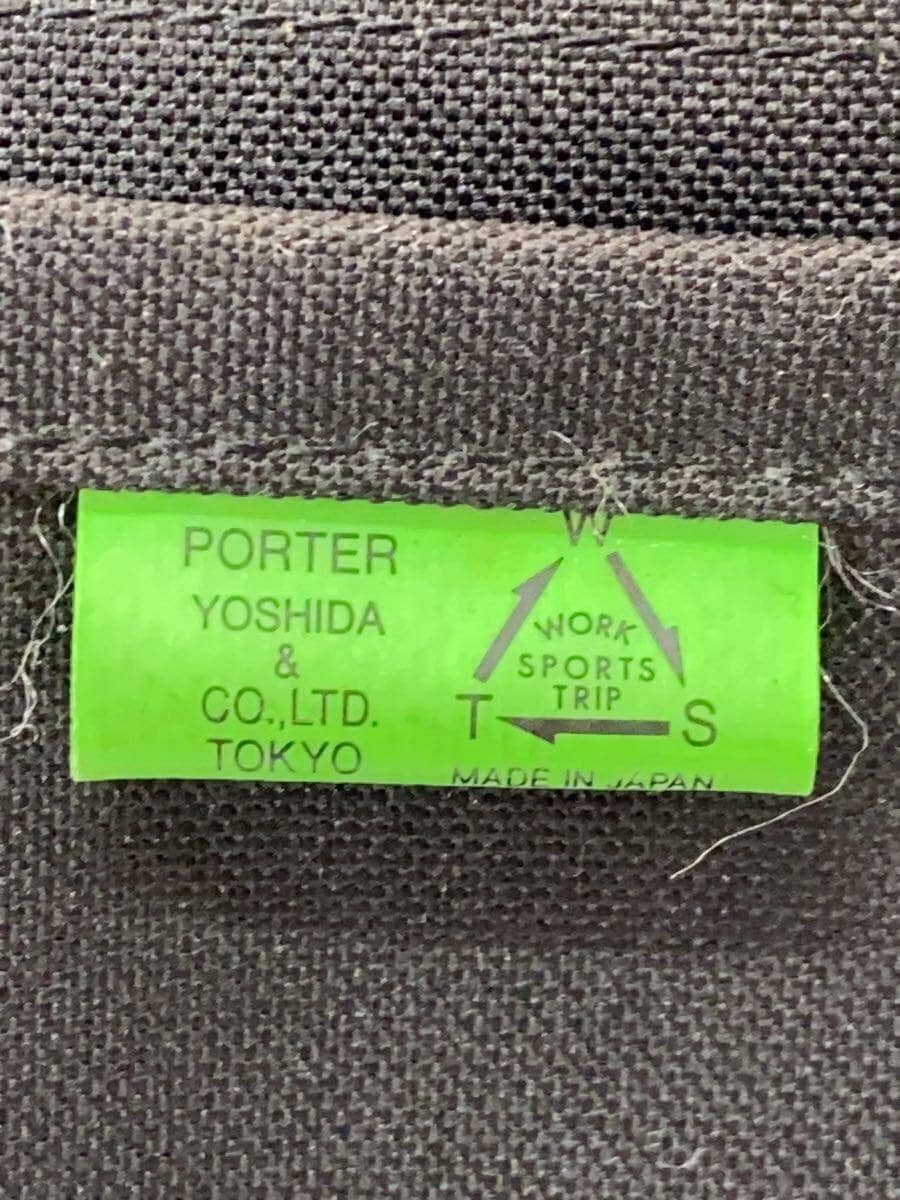 PORTER
YOSHIDA
&
CO.,LTD.
TOKYO
W
WORK
SPORTS
TRIP
T S
MADE IN JAPAN